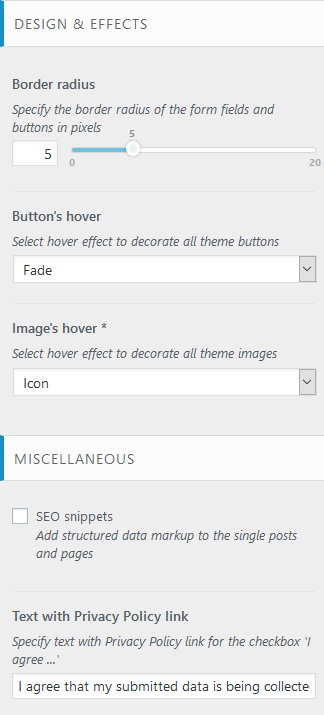 DESIGN & EFFECTS
Border radius
Specify the border radius of the form fields and
buttons in pixels
5
5
0
20
Button's hover
Select hover effect to decorate all theme buttons
Fade
Image's hover *
Select hover effect to decorate all theme images
Icon
MISCELLANEOUS
SEO snippets
Add structured data markup to the single posts
and pages
Text with Privacy Policy link
Specify text with Privacy Policy link for the checkbox 'I
agree ...'
I agree that my submitted data is being collecte